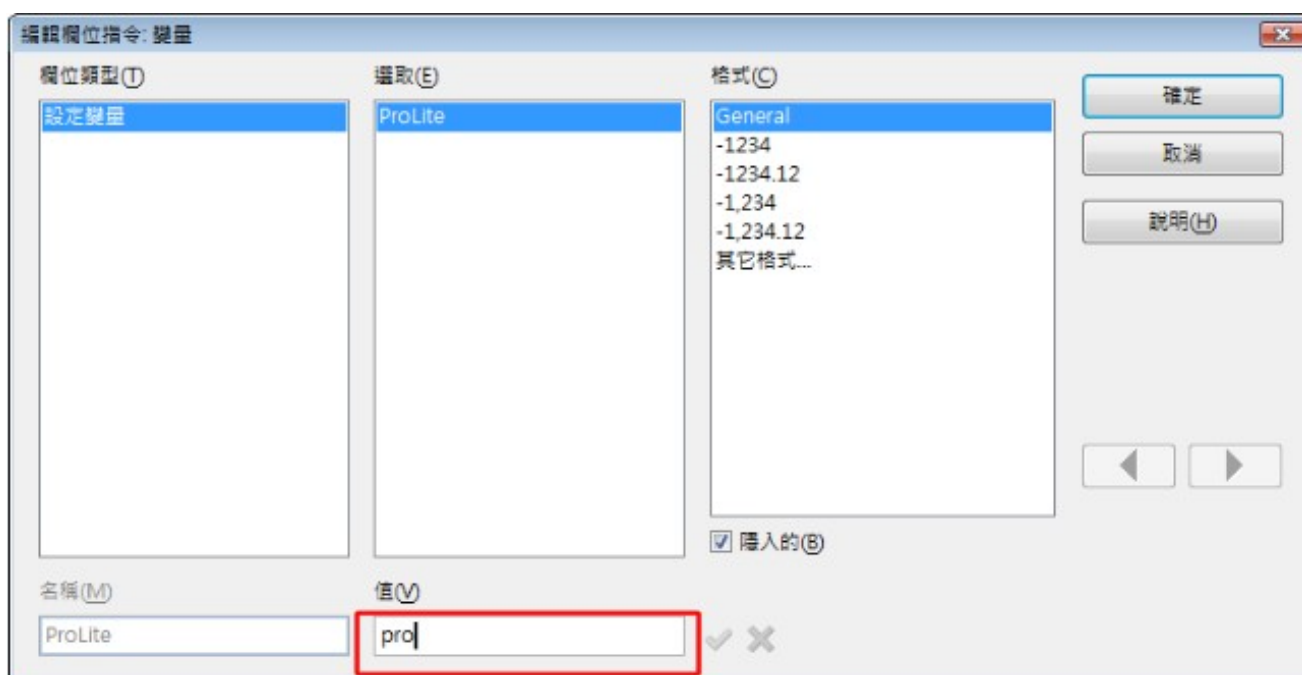 編輯欄位指令: 變量
欄位類型(T)
選取(E)
格式(C)
設定變量
ProLite
General
-1234
-1234.12
-1,234
-1,234.12
其它格式...
確定
取消
說明(H)
隱入的(B)
名稱(M)
值(V)
ProLite
pro